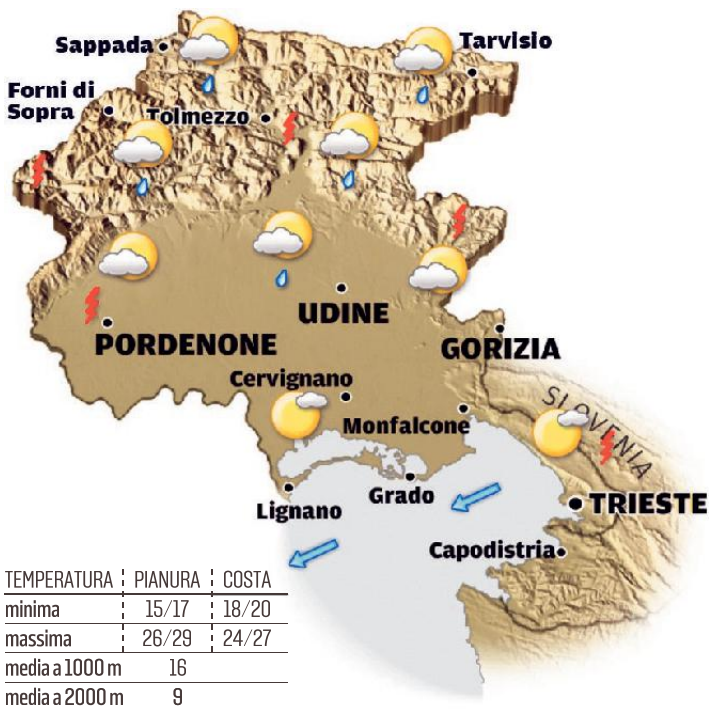 Sappada
Tarvisio
Forni di
Sopra
Tolmezzo
UDINE
PORDENONE
GORIZIA
Cervignano
SLOVENIA
Monfalcone
Lignano
Grado
TRIESTE
Capodistria
TEMPERATURA PIANURA COSTA
minima 15/17 18/20
massima 26/29 24/27
media a 1000 m 16
media a 2000 m 9